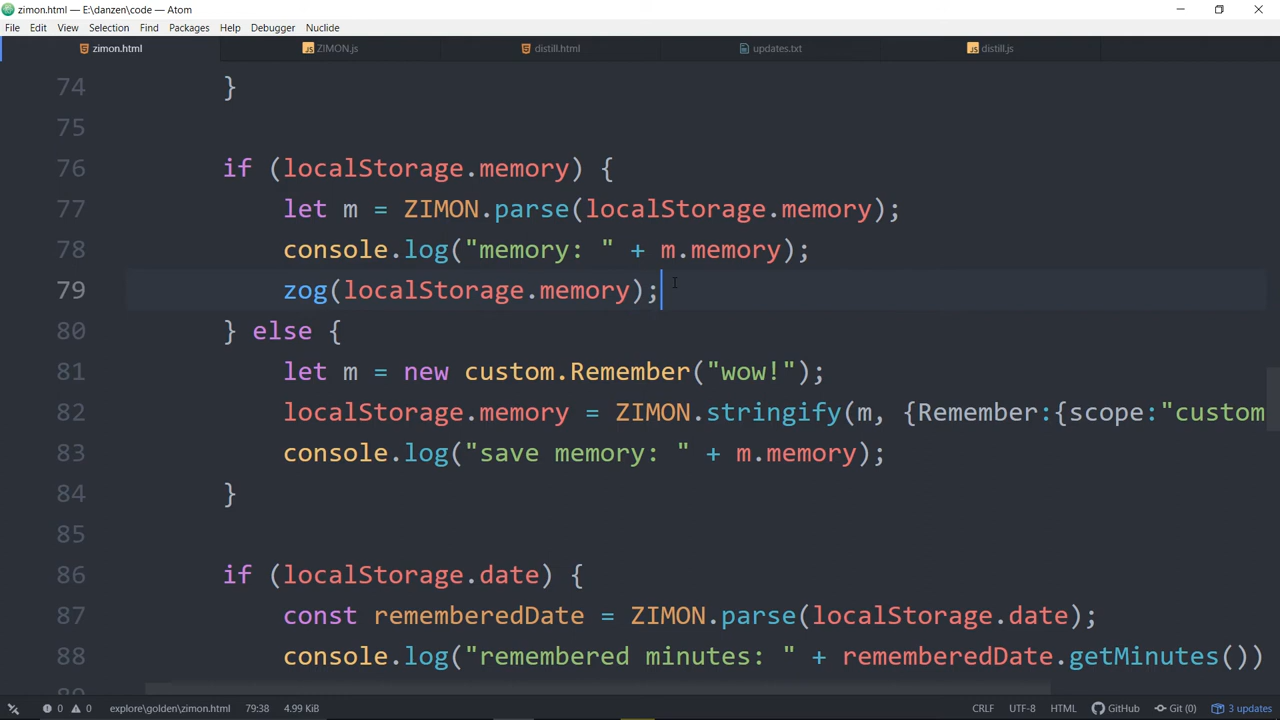 zimon.html — E:\danzen\code — Atom
File Edit View Selection Find Packages Help Debugger Nuclide
zimon.html ZIMON.js distill.html updates.txt distill.js
74 }
75
76 if (localStorage.memory) {
77 let m = ZIMON.parse(localStorage.memory);
78 console.log("memory: " + m.memory);
79 zog(localStorage.memory);
80 } else {
81 let m = new custom.Remember("wow!");
82 localStorage.memory = ZIMON.stringify(m, {Remember:{scope:"custom
83 console.log("save memory: " + m.memory);
84 }
85
86 if (localStorage.date) {
87 const rememberedDate = ZIMON.parse(localStorage.date);
88 console.log("remembered minutes: " + rememberedDate.getMinutes())
0 0 explore\golden\zimon.html 79:38 CRLF UTF-8 HTML GitHub Git (0) 3 updates